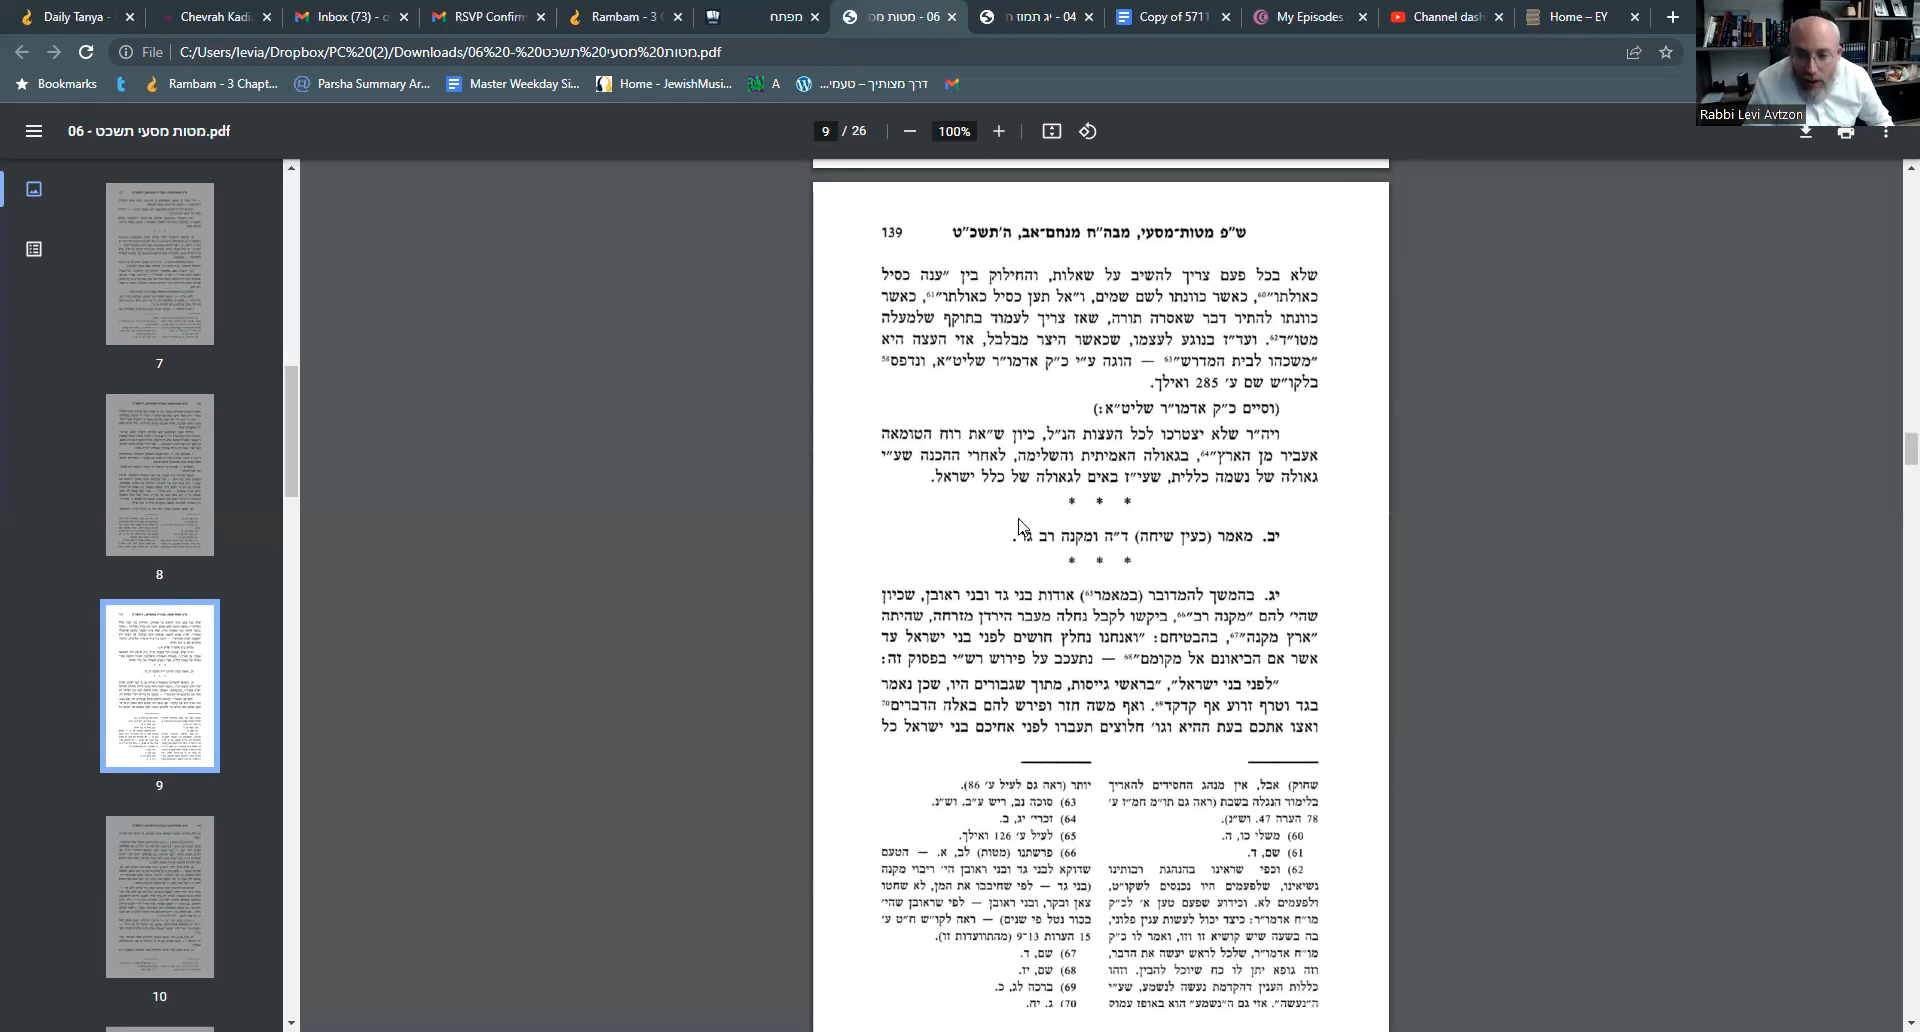 Daily Tanya -
Chevrah Kadi
Inbox (73) - o
RSVP Confirm
Rambam - 3 C
מפתח
06 - מטות מס
04 - יג תמוז ה
Copy of 5711
My Episodes -
Channel dash
Home – EY
File
C:/Users/levia/Dropbox/PC%20(2)/Downloads/06%20-%20מטות%20מסעי%20תשכט.pdf
Bookmarks
Rambam - 3 Chapt...
Parsha Summary Ar...
Master Weekday Si...
Home - JewishMusi...
A
דרך מצותיך – טעמי...
Rabbi Levi Avtzon
06 - מטות מסעי תשכט.pdf
9 / 26
100%
7
8
9
10
ש"פ מטות-מסעי, מבה"ח מנחם-אב, ה'תשכ"ט
139
שלא בכל פעם צריך להשיב על שאלות, והחילוק בין "ענה כסיל
כאולתו"60, כאשר כוונתו לשם שמים, ו"אל תען כסיל כאולתו"61, כאשר
כוונתו להתיר דבר שאסרה תורה, שאז צריך לעמוד בתוקף שלמעלה
מטו"ד62. ועד"ז בנוגע לעצמו, שכאשר היצר מבלבל, אזי העצה היא
"משכהו לבית המדרש"63 — הוגה ע"י כ"ק אדמו"ר שליט"א, ונדפס58
בלקו"ש שם ע' 285 ואילך.
(וסיים כ"ק אדמו"ר שליט"א:)
ויה"ר שלא יצטרכו לכל העצות הנ"ל, כיון ש"את רוח הטומאה
אעביר מן הארץ"64, בגאולה האמיתית והשלימה, לאחרי ההכנה שע"י
גאולה של נשמה כללית, שעי"ז באים לגאולה של כלל ישראל.
* * *
יב. מאמר (כעין שיחה) ד"ה ומקנה רב גו'.
* * *
יג. בהמשך להמדובר (במאמר65) אודות בני גד ובני ראובן, שכיון
שהי' להם "מקנה רב"66, ביקשו לקבל נחלה מעבר הירדן מזרחה, שהיתה
"ארץ מקנה"67, בהבטיחם: "ואנחנו נחלץ חושים לפני בני ישראל עד
אשר אם הביאונם אל מקומם"68 — נתעכב על פירוש רש"י בפסוק זה:
"לפני בני ישראל", "בראשי גייסות, מתוך שגבורים היו, שכן נאמר
בגד וטרף זרוע אף קדקד69. ואף משה חזר ופירש להם באלה הדברים70
ואצו אתכם בעת ההיא וגו' חלוצים תעברו לפני אחיכם בני ישראל כל
שחוק) אבל, אין מנהג החסידים להאריך
בלימוד הנגלה בשבת (ראה גם תו"מ חמ"ז ע'
78 הערה 47. וש"נ).
60) משלי כו, ה.
61) שם, ד.
62) וכפי שראינו בהנהגת רבותינו
נשיאינו, שלפעמים היו נכנסים לשקו"ט,
ולפעמים לא. וכידוע שפעם טען א' לכ"ק
מו"ח אדמו"ר: כיצד יכול לעשות ענין פלוני,
בה בשעה שיש קושיא זו וזו, ואמר לו כ"ק
מו"ח אדמו"ר, שלכל לראש יעשה את הדבר,
וזה גופא יתן לו כח שיוכל להבין. וזהו
כללות הענין דהקדמת נעשה לנשמע, שע"י
ה"נעשה", אזי גם ה"נשמע" הוא באופן עמוק
יותר (ראה גם לעיל ע' 86).
63) סוכה נב, ריש ע"ב. וש"נ.
64) זכרי' יג, ב.
65) לעיל ע' 126 ואילך.
66) פרשתנו (מטות) לב, א. — הטעם
שדוקא לבני גד ובני ראובן הי' ריבוי מקנה
(בני גד — לפי שחיבבו את המן, לא שחטו
צאן ובקר, ובני ראובן — לפי שראובן שהי'
בכור נטל פי שנים) — ראה לקו"ש ח"ט ע'
15 הערות 9-13 (מהתוועדות זו).
67) שם, ד.
68) שם, יז.
69) ברכה לג, כ.
70) ג, יח.